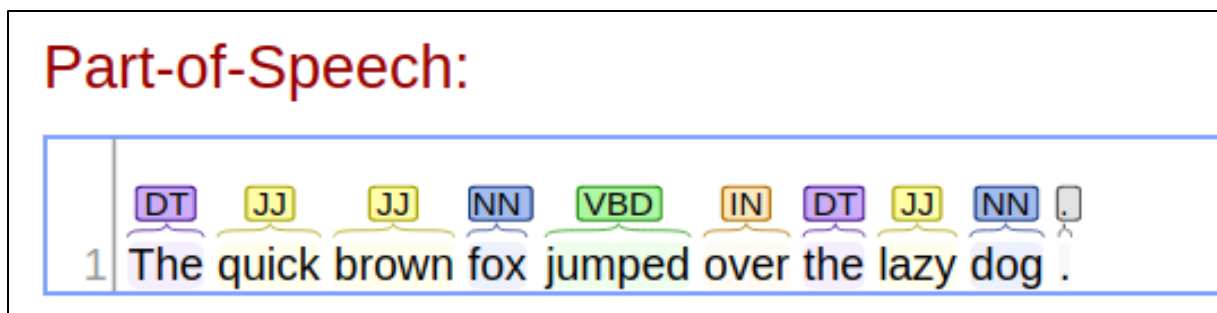 Part-of-Speech:
DT JJ JJ NN VBD IN DT JJ NN .
1 The quick brown fox jumped over the lazy dog .